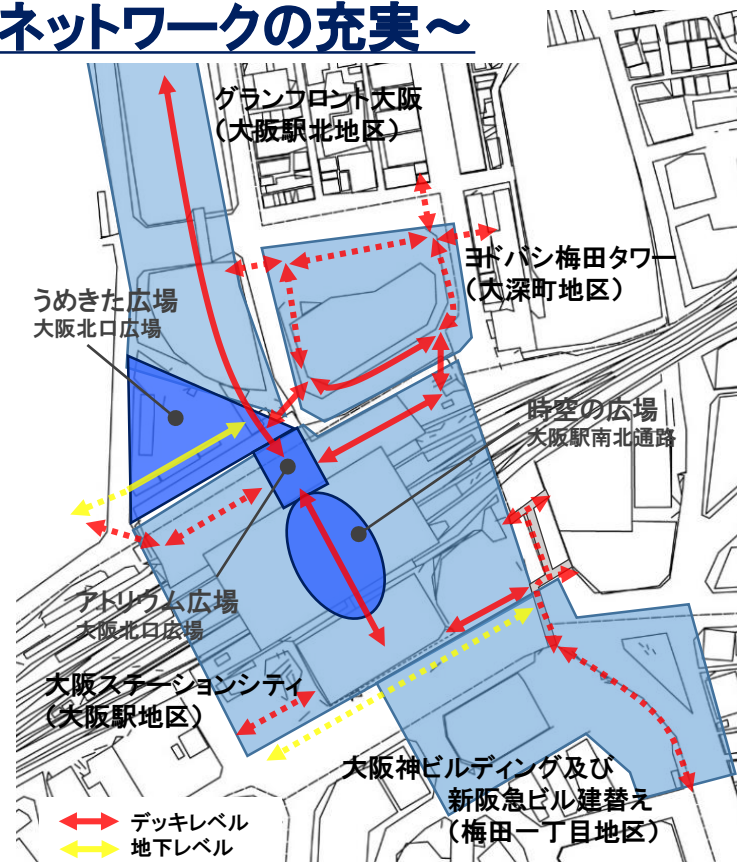 ネットワークの充実~
グランフロント大阪
(大阪駅北地区)
ヨドバシ梅田タワー
(大深町地区)
うめきた広場
大阪北口広場
時空の広場
大阪駅南北通路
アトリウム広場
大阪北口広場
大阪ステーションシティ
(大阪駅地区)
大阪神ビルディング及び
新阪急ビル建替え
(梅田一丁目地区)
デッキレベル
地下レベル